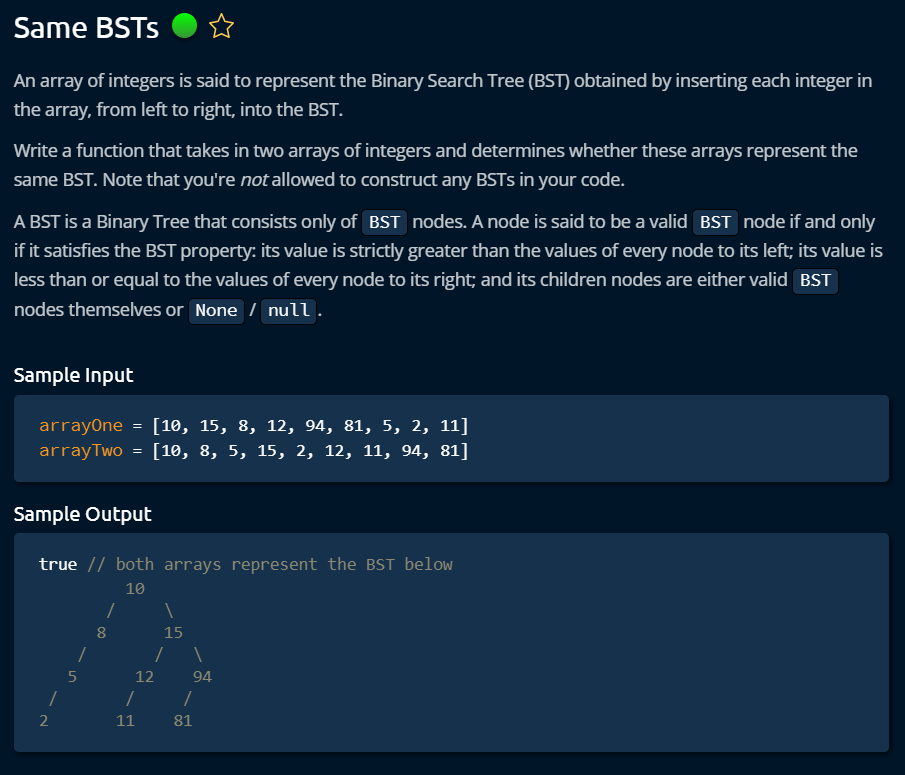 Same BSTs
An array of integers is said to represent the Binary Search Tree (BST) obtained by inserting each integer in
the array, from left to right, into the BST.
Write a function that takes in two arrays of integers and determines whether these arrays represent the
same BST. Note that you're not allowed to construct any BSTs in your code.
A BST is a Binary Tree that consists only of BST nodes. A node is said to be a valid BST node if and only
if it satisfies the BST property: its value is strictly greater than the values of every node to its left; its value is
less than or equal to the values of every node to its right; and its children nodes are either valid BST
nodes themselves or None / null.
Sample Input
arrayOne = [10, 15, 8, 12, 94, 81, 5, 2, 11]
arrayTwo = [10, 8, 5, 15, 2, 12, 11, 94, 81]
Sample Output
true // both arrays represent the BST below
10
/ \
8 15
/ / \
5 12 94
/ / /
2 11 81